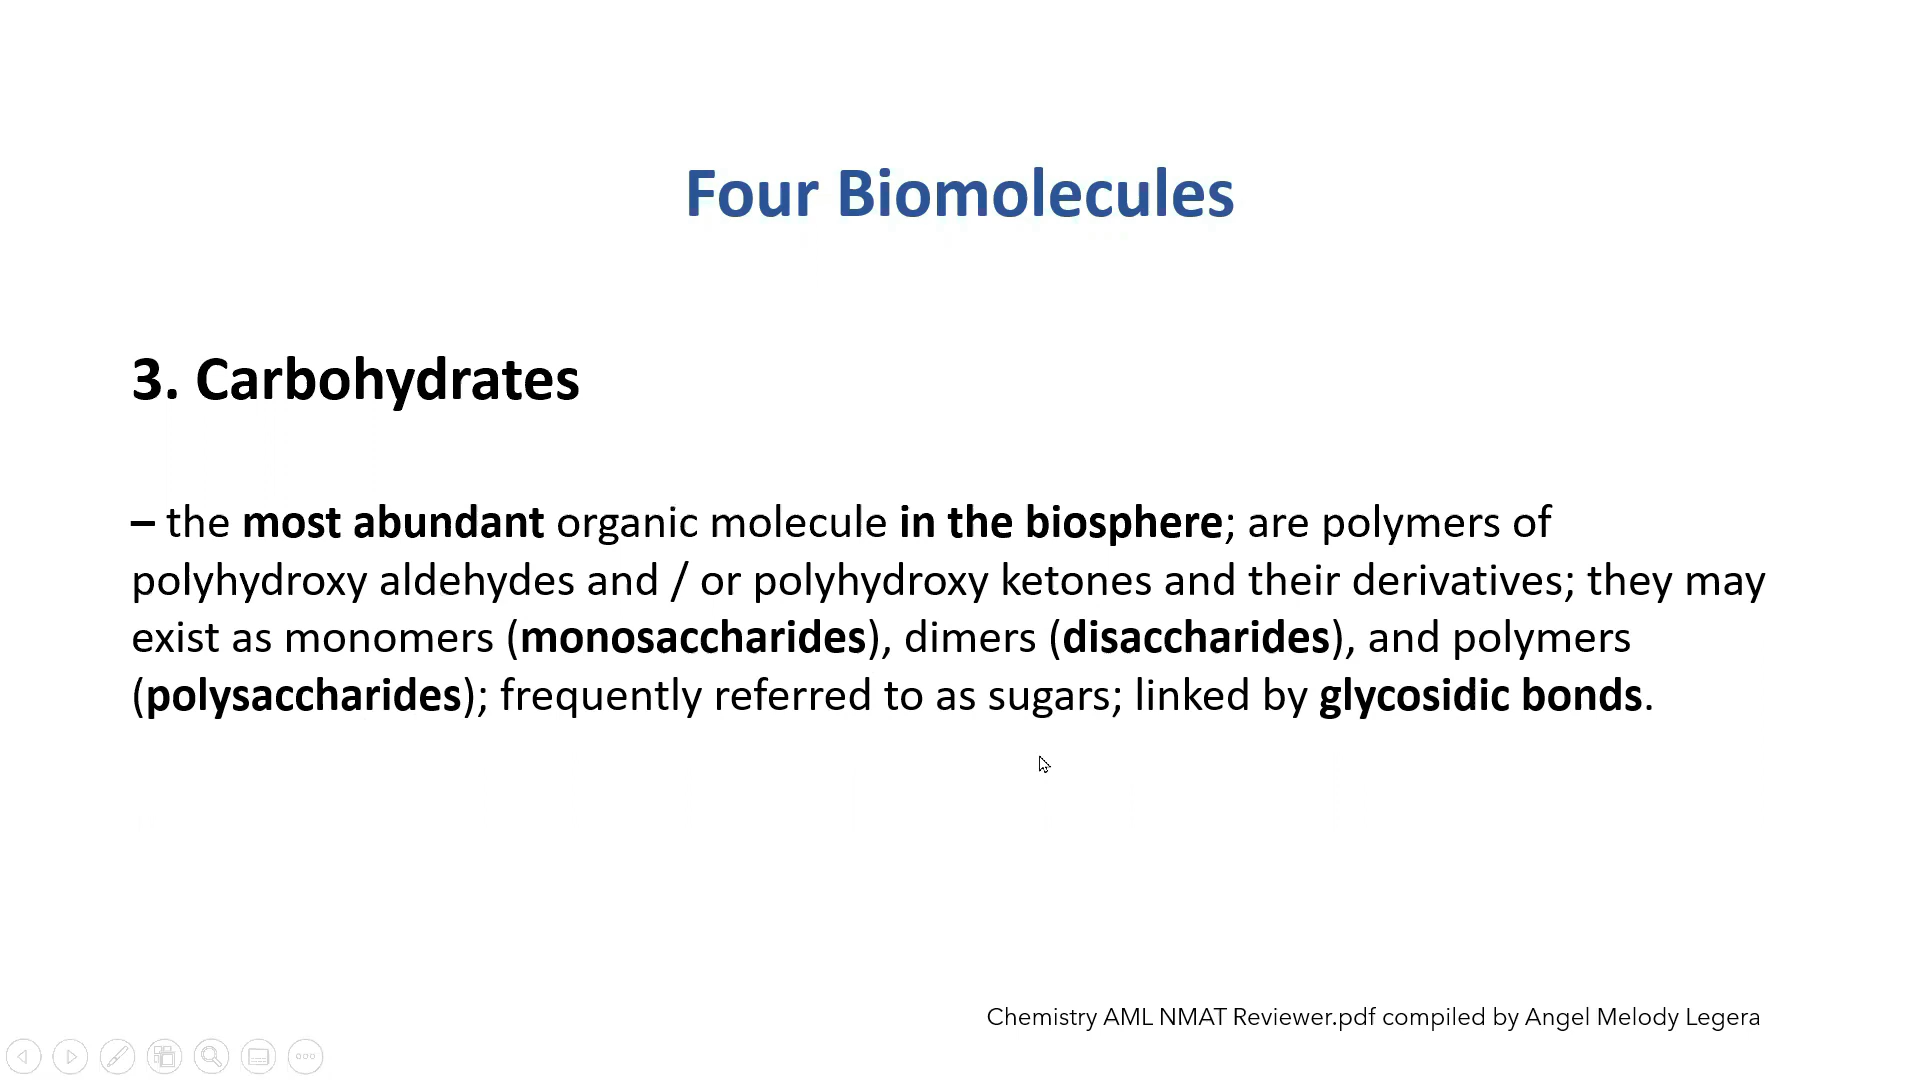 Four Biomolecules
3. Carbohydrates
– the most abundant organic molecule in the biosphere; are polymers of
polyhydroxy aldehydes and / or polyhydroxy ketones and their derivatives; they may
exist as monomers (monosaccharides), dimers (disaccharides), and polymers
(polysaccharides); frequently referred to as sugars; linked by glycosidic bonds.
Chemistry AML NMAT Reviewer.pdf compiled by Angel Melody Legera